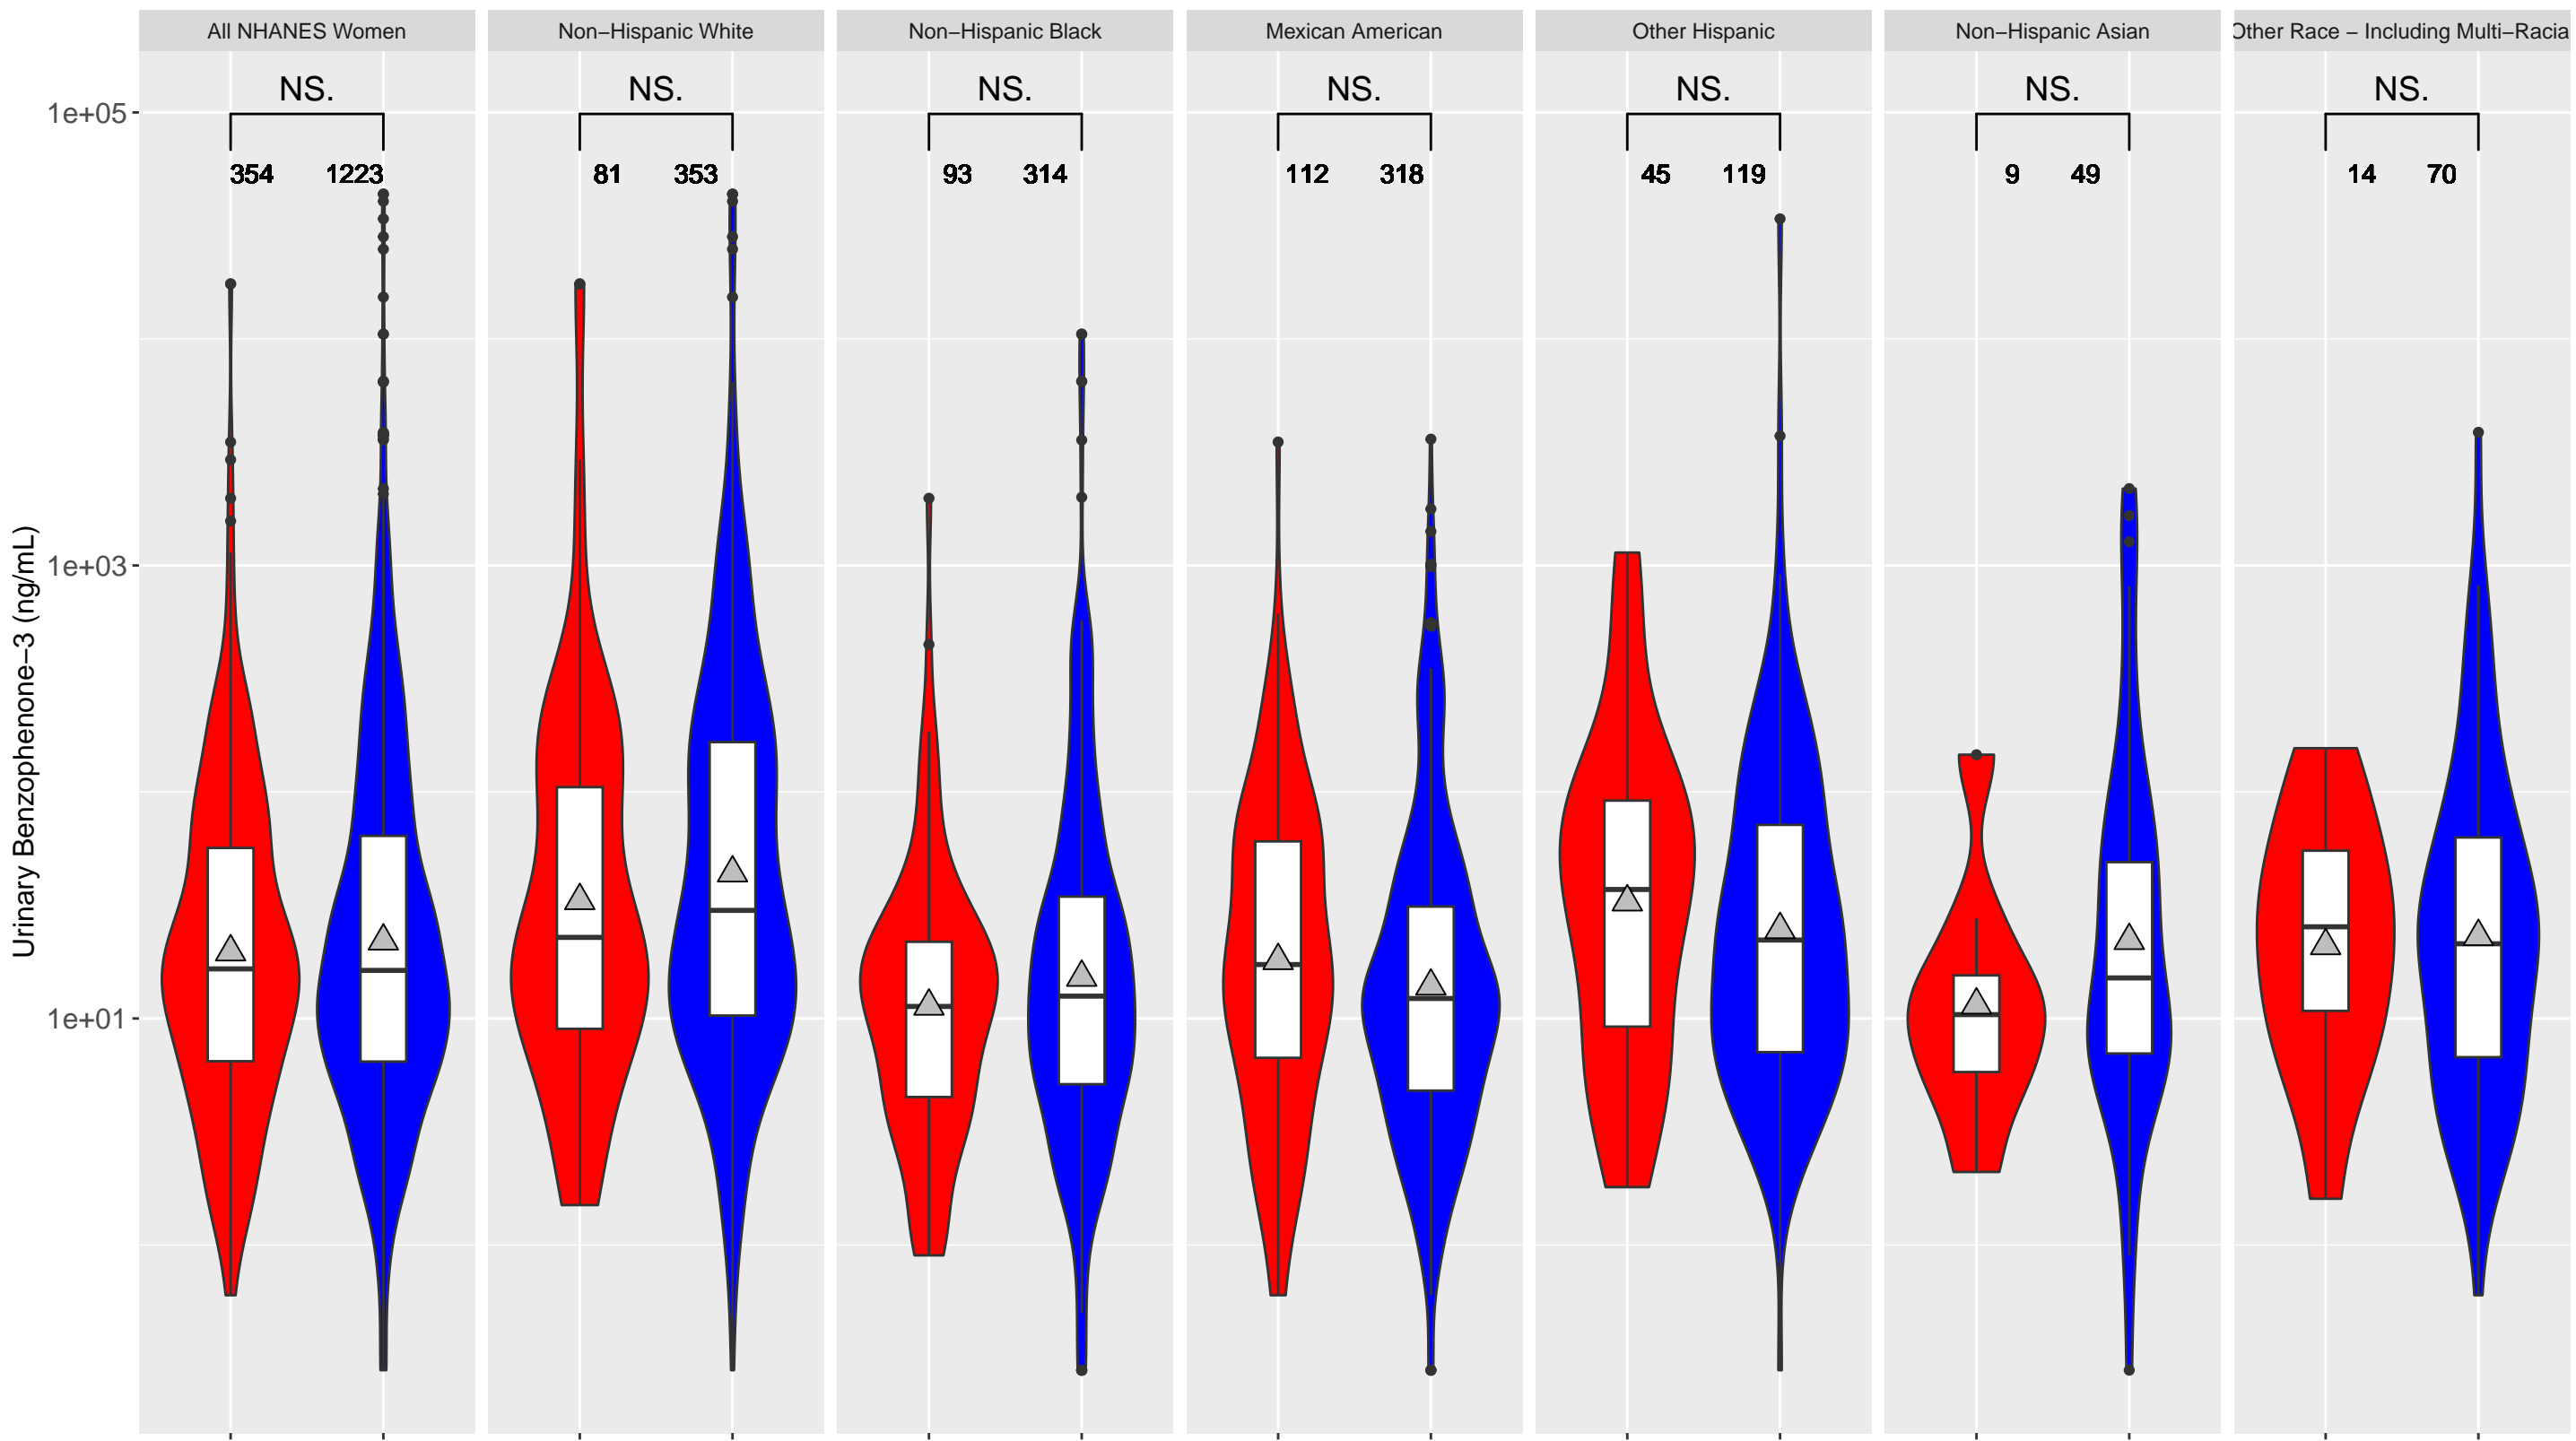 All NHANES Women
Non−Hispanic White
Non−Hispanic Black
Mexican American
Other Hispanic
Non−Hispanic Asian
Other Race − Including Multi−Racia
NS.
NS.
NS.
NS.
NS.
NS.
NS.
1e+05
354 1223
81 353
93 314
112 318
45 119
9 49
14 70
1e+03
1e+01
Urinary Benzophenone−3 (ng/mL)